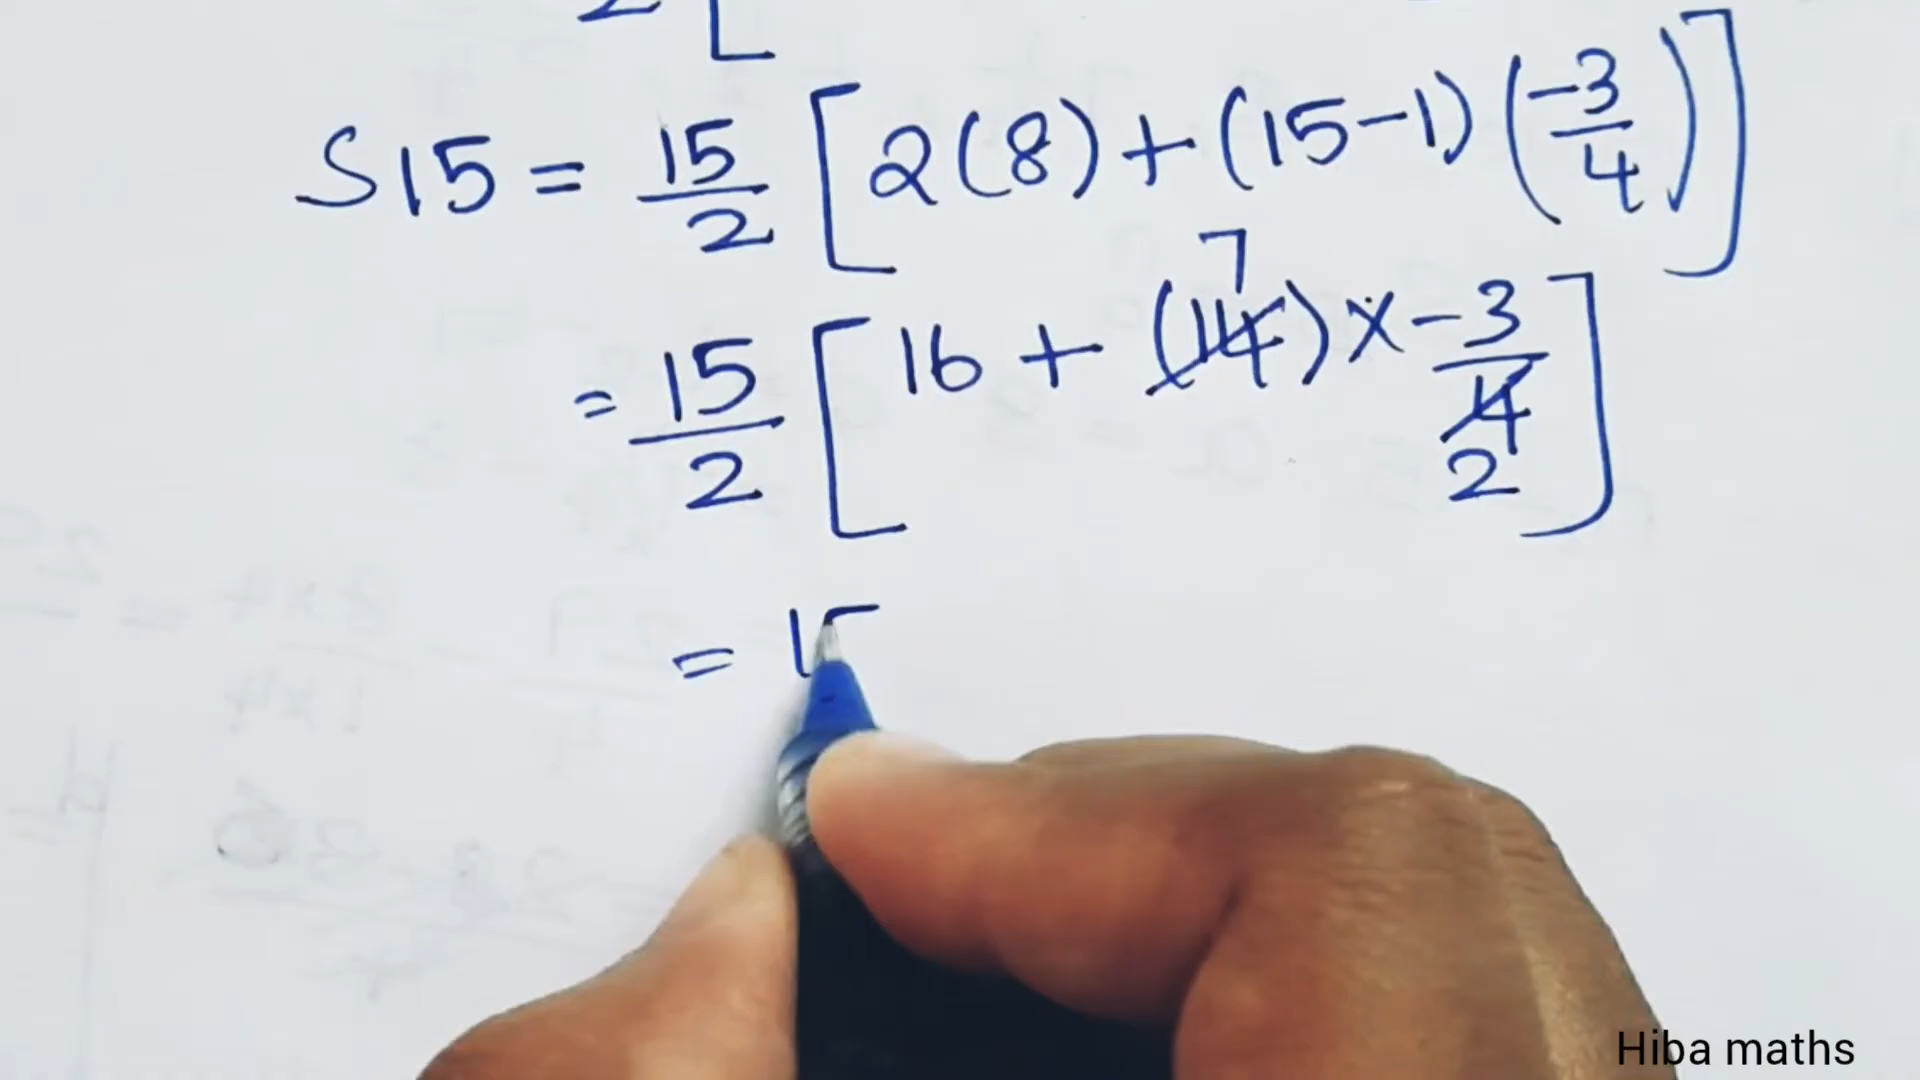 2 [
S15 = 15/2 [2(8) + (15-1) (-3/4)]
7
= 15/2 [16 + (14) x -3/4]
2
= 15
Hiba maths